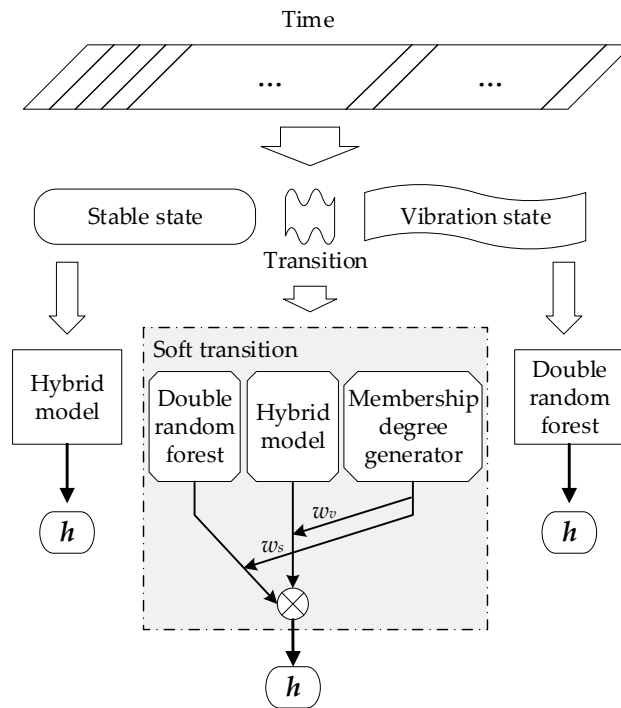 Time
...
...
Stable state
Vibration state
Transition
Soft transition
Hybrid
model
Double
random
forest
Hybrid
model
Membership
degree
generator
Double
random
forest
w_v
w_s
h
h
h